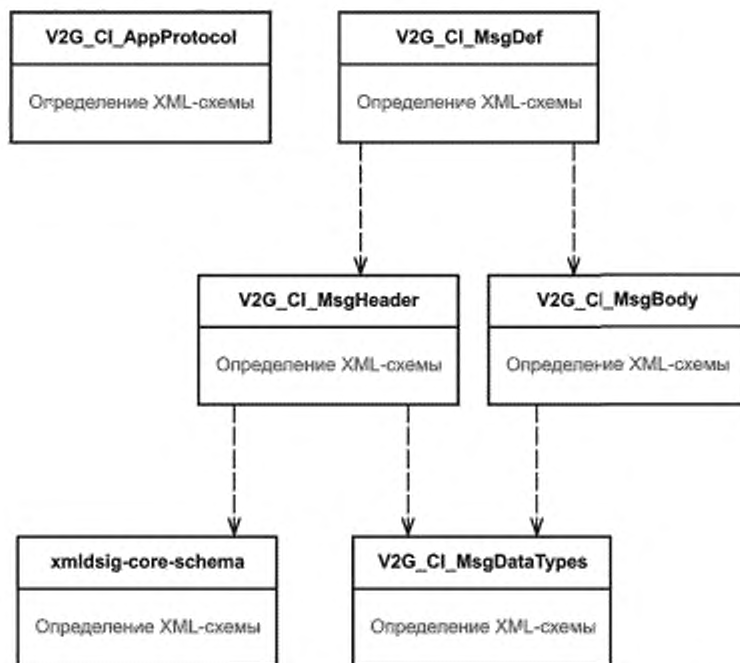 V2G_CI_AppProtocol
V2G_CI_MsgDef
Определение XML-схемы
Определение XML-схемы
V2G_CI_MsgHeader
V2G_CI_MsgBody
Определение XML-схемы
Определение XML-схемы
xmldsig-core-schema
V2G_CI_MsgDataTypes
Определение XML-схемы
Определение XML-схемы